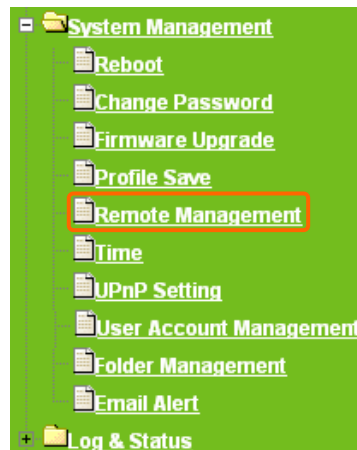 System Management
Reboot
Change Password
Firmware Upgrade
Profile Save
Remote Management
Time
UPnP Setting
User Account Management
Folder Management
Email Alert
Log & Status